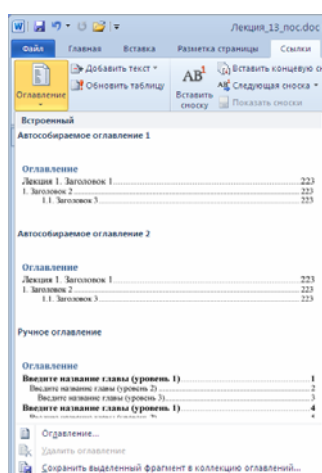 Лекция_13_пос.doc
Файл Главная Вставка Разметка страницы Ссылки
Оглавление
Добавить текст
Обновить таблицу
AB¹
Вставить сноску
Вставить концевую с
Следующая сноска
Показать сноски
Встроенный
Автособираемое оглавление 1
Оглавление
Лекция 1. Заголовок 1 223
1. Заголовок 2 223
1.1. Заголовок 3 223
Автособираемое оглавление 2
Оглавление
Лекция 1. Заголовок 1 223
1. Заголовок 2 223
1.1. Заголовок 3 223
Ручное оглавление
Оглавление
Введите название главы (уровень 1) 1
Введите название главы (уровень 2) 2
Введите название главы (уровень 3) 3
Введите название главы (уровень 1) 4
Оглавление...
Удалить оглавление
Сохранить выделенный фрагмент в коллекцию оглавлений...